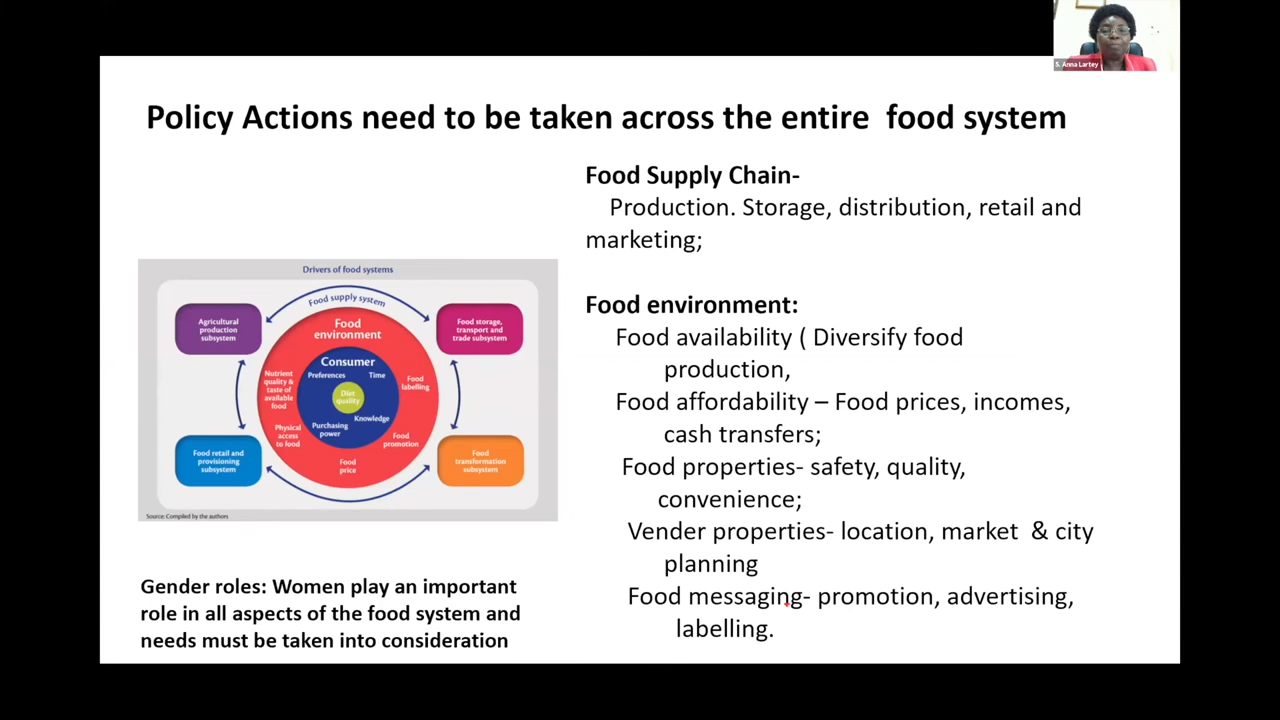 S. Anna Lartey
Policy Actions need to be taken across the entire food system
Drivers of food systems
Food supply system
Agricultural
production
subsystem
Food storage,
transport and
trade subsystem
Food
environment
Consumer
Preferences
Time
Diet
quality
Knowledge
Purchasing
power
Nutrient
quality &
taste of
available
food
Food
labelling
Physical
access
to food
Food
promotion
Food
price
Food retail and
provisioning
subsystem
Food
transformation
subsystem
Source: Compiled by the authors
Gender roles: Women play an important
role in all aspects of the food system and
needs must be taken into consideration
Food Supply Chain-
Production. Storage, distribution, retail and
marketing;
Food environment:
Food availability ( Diversify food
production,
Food affordability – Food prices, incomes,
cash transfers;
Food properties- safety, quality,
convenience;
Vender properties- location, market & city
planning
Food messaging- promotion, advertising,
labelling.